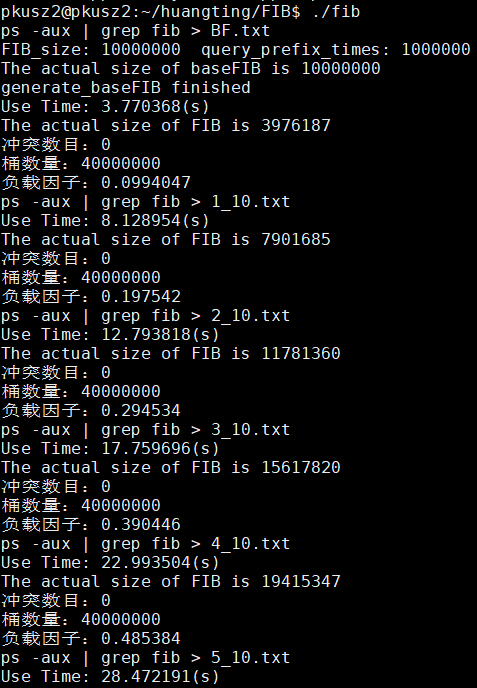 pkusz2@pkusz2:~/huangting/FIB$ ./fib
ps -aux | grep fib > BF.txt
FIB_size: 10000000  query_prefix_times: 1000000
The actual size of baseFIB is 10000000
generate_baseFIB finished
Use Time: 3.770368(s)
The actual size of FIB is 3976187
冲突数目: 0
桶数量: 40000000
负载因子: 0.0994047
ps -aux | grep fib > 1_10.txt
Use Time: 8.128954(s)
The actual size of FIB is 7901685
冲突数目: 0
桶数量: 40000000
负载因子: 0.197542
ps -aux | grep fib > 2_10.txt
Use Time: 12.793818(s)
The actual size of FIB is 11781360
冲突数目: 0
桶数量: 40000000
负载因子: 0.294534
ps -aux | grep fib > 3_10.txt
Use Time: 17.759696(s)
The actual size of FIB is 15617820
冲突数目: 0
桶数量: 40000000
负载因子: 0.390446
ps -aux | grep fib > 4_10.txt
Use Time: 22.993504(s)
The actual size of FIB is 19415347
冲突数目: 0
桶数量: 40000000
负载因子: 0.485384
ps -aux | grep fib > 5_10.txt
Use Time: 28.472191(s)